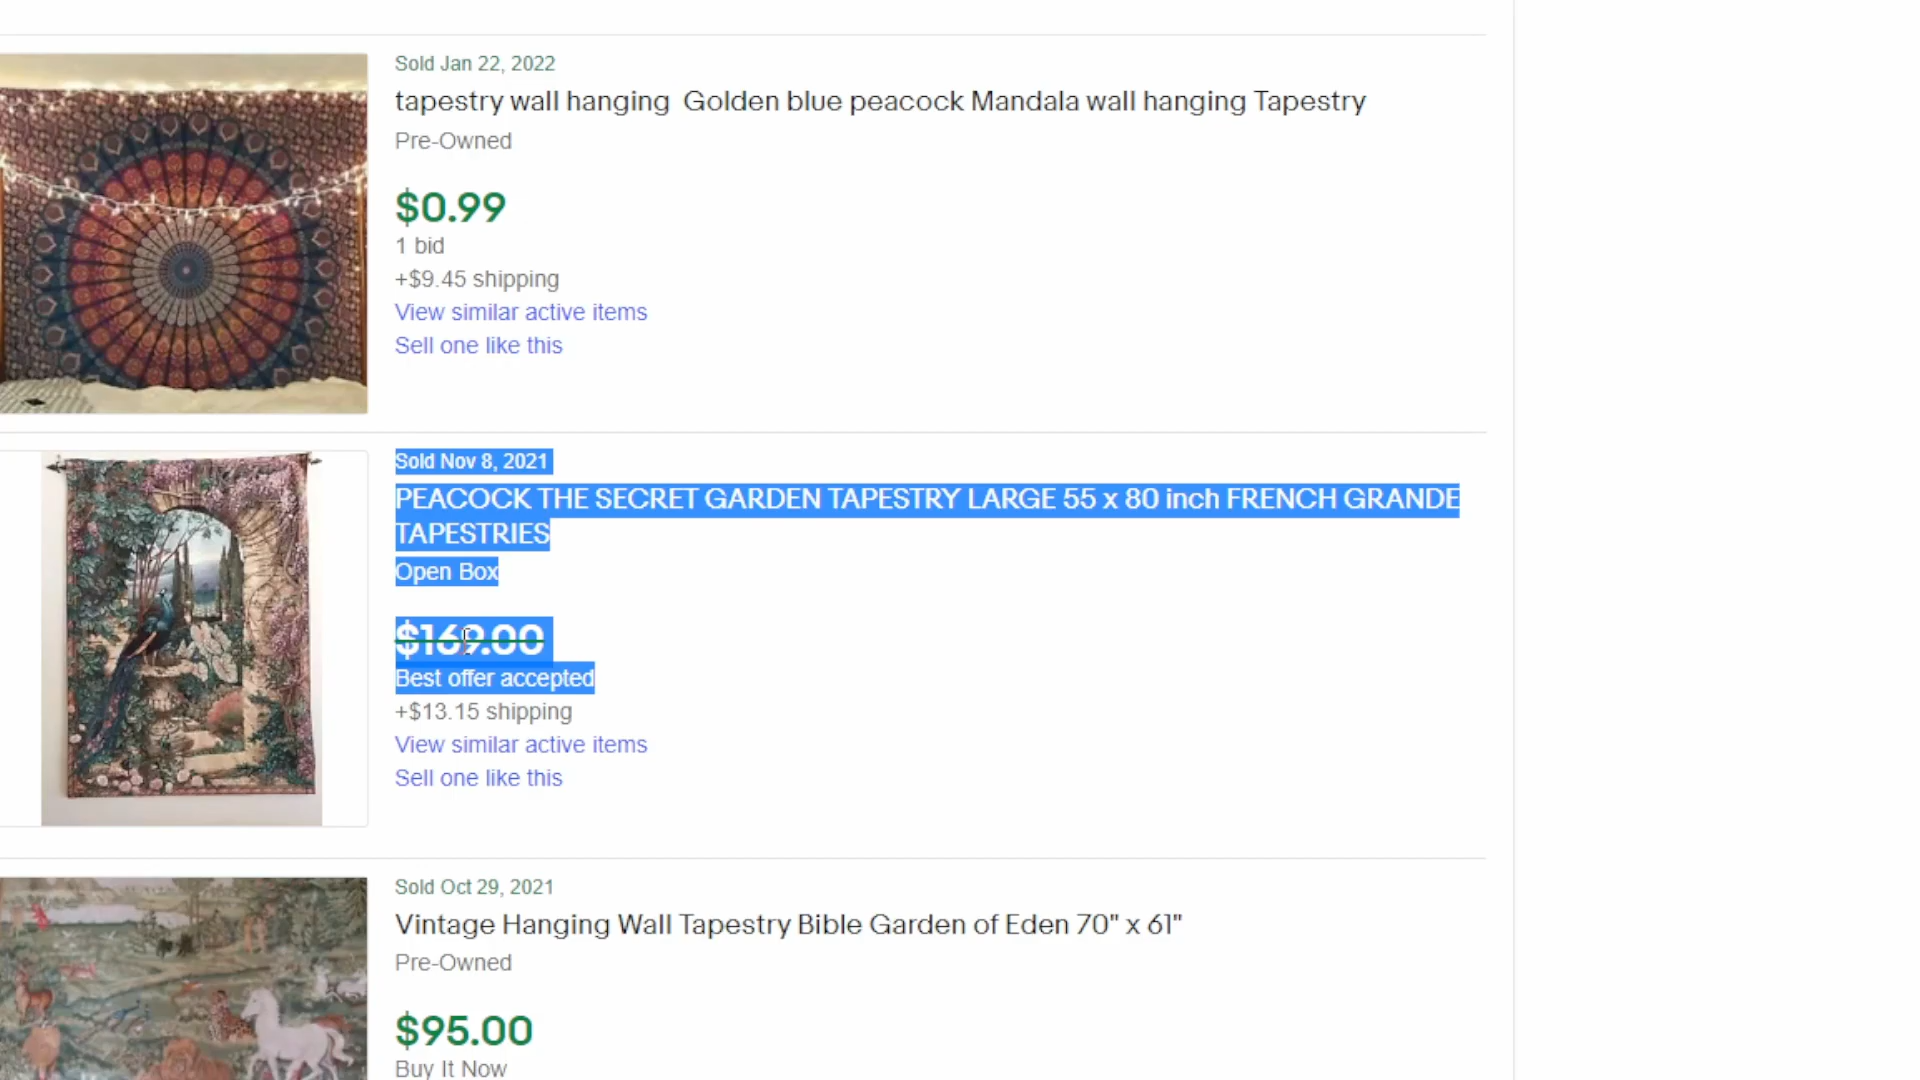 Sold Jan 22, 2022
tapestry wall hanging Golden blue peacock Mandala wall hanging Tapestry
Pre-Owned
$0.99
1 bid
+$9.45 shipping
View similar active items
Sell one like this
Sold Nov 8, 2021
PEACOCK THE SECRET GARDEN TAPESTRY LARGE 55 x 80 inch FRENCH GRANDE
TAPESTRIES
Open Box
$169.00
Best offer accepted
+$13.15 shipping
View similar active items
Sell one like this
Sold Oct 29, 2021
Vintage Hanging Wall Tapestry Bible Garden of Eden 70" x 61"
Pre-Owned
$95.00
Buy It Now